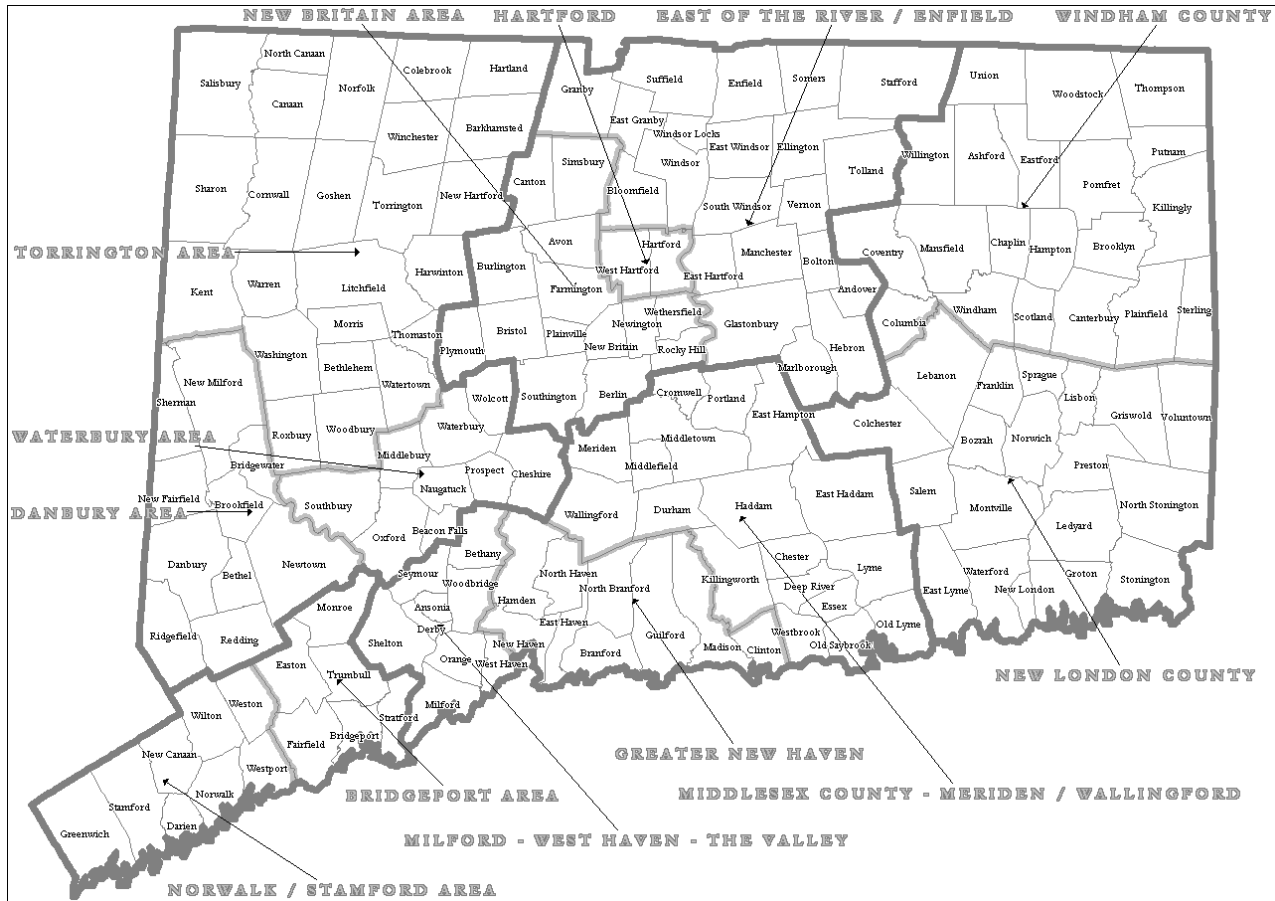 NEW BRITAIN AREA
HARTFORD
EAST OF THE RIVER / ENFIELD
WINDHAM COUNTY
North Canaan
Salisbury
Canaan
Norfolk
Colebrook
Hartland
Granby
Suffield
Enfield
Somers
Stafford
Union
Woodstock
Thompson
Winchester
Barkhamsted
East Granby
Windsor Locks
East Windsor
Ellington
Windsor
Simsbury
Tolland
Willington
Ashford
Eastford
Putnam
Sharon
Cornwall
Goshen
Torrington
New Hartford
Canton
Bloomfield
South Windsor
Vernon
Pomfret
Killingly
TORRINGTON AREA
Harwinton
Burlington
Avon
Hartford
West Hartford
East Hartford
Manchester
Bolton
Coventry
Mansfield
Chaplin
Hampton
Brooklyn
Kent
Warren
Litchfield
Farmington
Andover
Morris
Thomaston
Plymouth
Bristol
Plainville
New Britain
Newington
Wethersfield
Rocky Hill
Glastonbury
Hebron
Marlborough
Columbia
Windham
Scotland
Canterbury
Plainfield
Sterling
Washington
Bethlehem
Watertown
New Milford
Sherman
Wolcott
Southington
Berlin
Cromwell
Portland
East Hampton
Lebanon
Franklin
Sprague
Lisbon
Griswold
Voluntown
Roxbury
Woodbury
Waterbury
WATERBURY AREA
Middlebury
Bridgewater
Meriden
Middletown
Middlefield
Colchester
Bozrah
Norwich
Preston
Prospect
Cheshire
Naugatuck
New Fairfield
Brookfield
DANBURY AREA
Southbury
Oxford
Beacon Falls
Wallingford
Durham
Haddam
East Haddam
Salem
Montville
Ledyard
North Stonington
Danbury
Bethel
Newtown
Seymour
Bethany
Woodbridge
North Haven
Hamden
North Branford
Killingworth
Chester
Deep River
Lyme
Essex
East Lyme
Waterford
New London
Groton
Stonington
Monroe
Ansonia
Derby
Shelton
Orange
East Haven
New Haven
West Haven
Branford
Guilford
Madison
Clinton
Westbrook
Old Saybrook
Old Lyme
Ridgefield
Redding
Easton
Trumbull
Milford
Stratford
Bridgeport
Fairfield
Wilton
Weston
Westport
New Canaan
Norwalk
Stamford
Darien
Greenwich
NEW LONDON COUNTY
GREATER NEW HAVEN
BRIDGEPORT AREA
MIDDLESEX COUNTY - MERIDEN / WALLINGFORD
MILFORD - WEST HAVEN - THE VALLEY
NORWALK / STAMFORD AREA